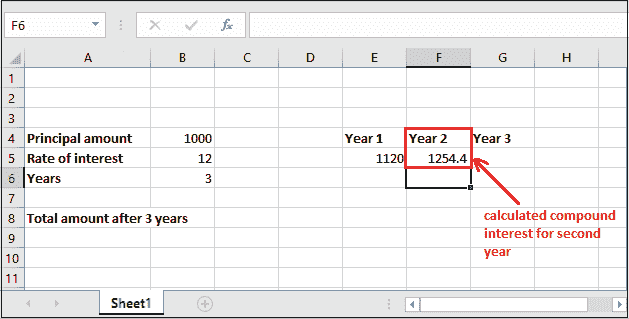 F6 fx
A B C D E F G H
1
2
3
4 Principal amount 1000 Year 1 Year 2 Year 3
5 Rate of interest 12 1120 1254.4
6 Years 3
7
8 Total amount after 3 years
calculated compound
interest for second
year
9
10
11
Sheet1